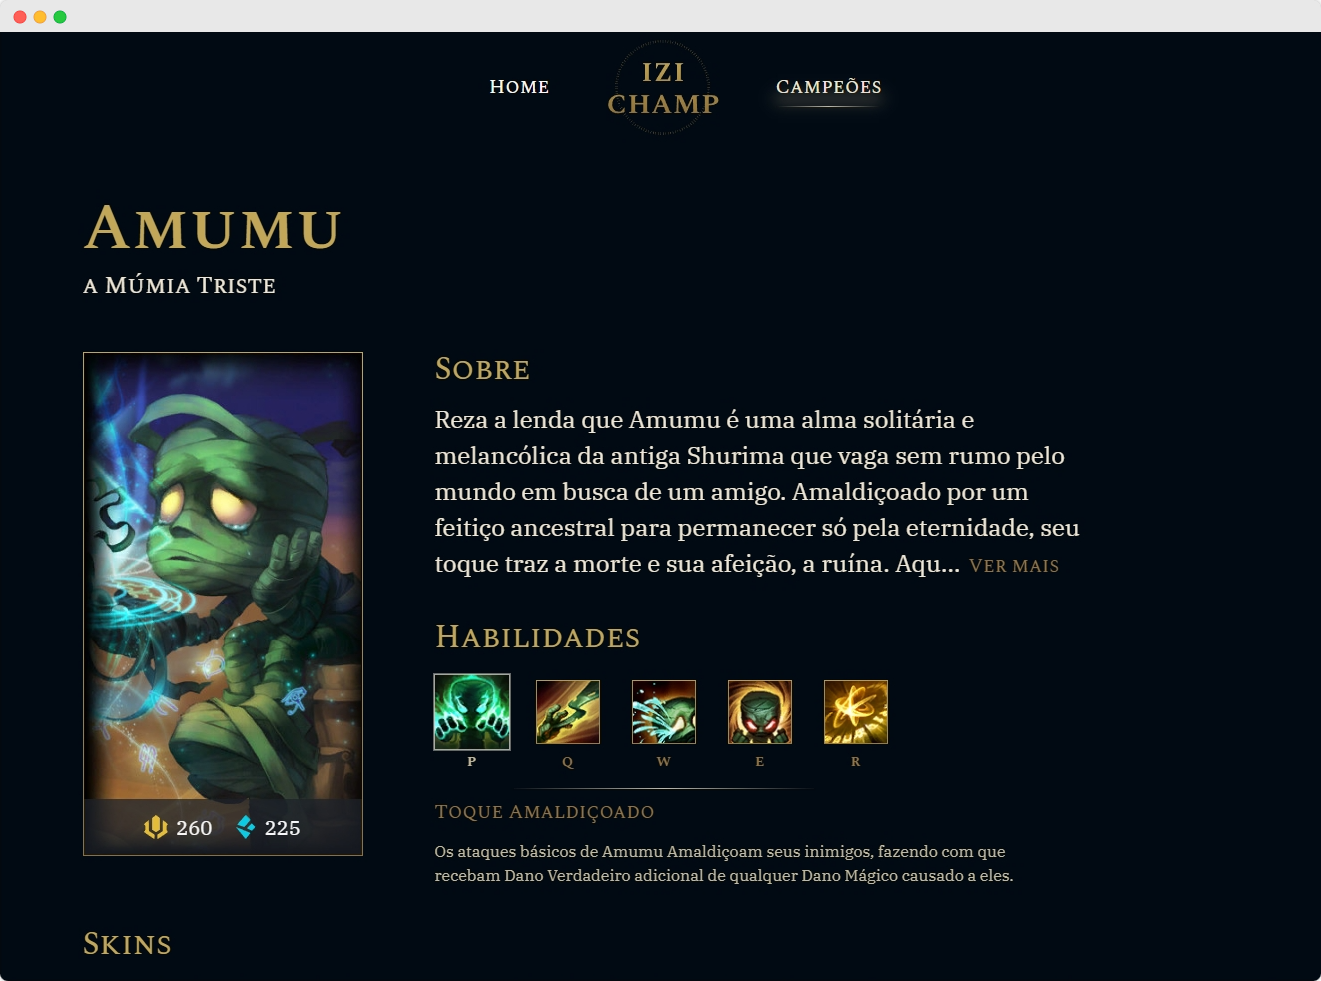 Home
IZI
CHAMP
Campeões
Amumu
a Múmia Triste
Sobre
Reza a lenda que Amumu é uma alma solitária e
melancólica da antiga Shurima que vaga sem rumo pelo
mundo em busca de um amigo. Amaldiçoado por um
feitiço ancestral para permanecer só pela eternidade, seu
toque traz a morte e sua afeição, a ruína. Aqu... Ver mais
Habilidades
P Q W E R
260 225
Toque Amaldiçoado
Os ataques básicos de Amumu Amaldiçoam seus inimigos, fazendo com que
recebam Dano Verdadeiro adicional de qualquer Dano Mágico causado a eles.
Skins